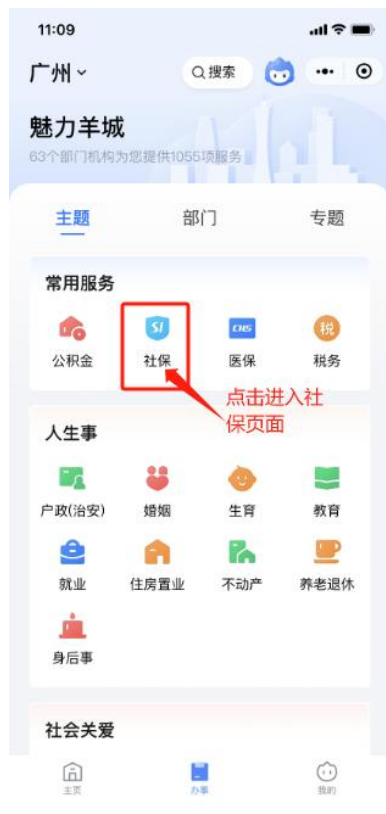 11:09
广州
搜索
魅力羊城
63个部门机构为您提供1055项服务
主题 部门 专题
常用服务
SI CHS 税
公积金 社保 医保 税务
点击进入社
保页面
人生事
户政(治安) 婚姻 生育 教育
就业 住房置业 不动产 养老退休
身后事
社会关爱
主页 办事 我的